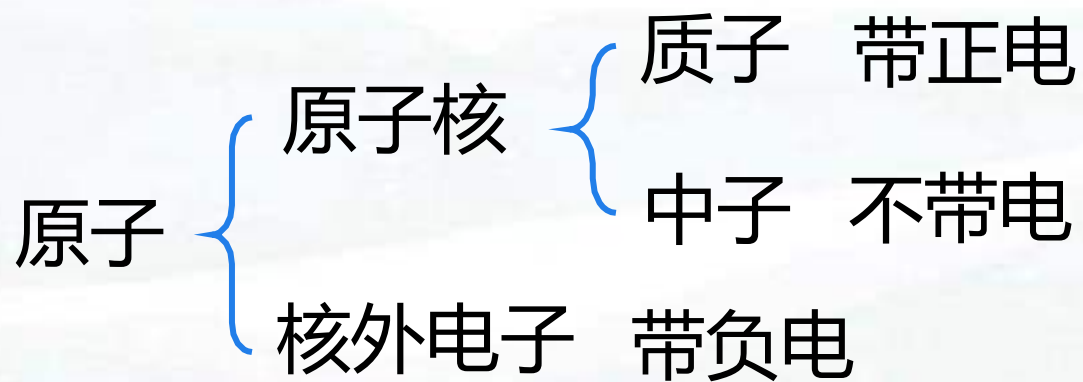 质子 带正电
原子核
中子 不带电
原子
核外电子 带负电